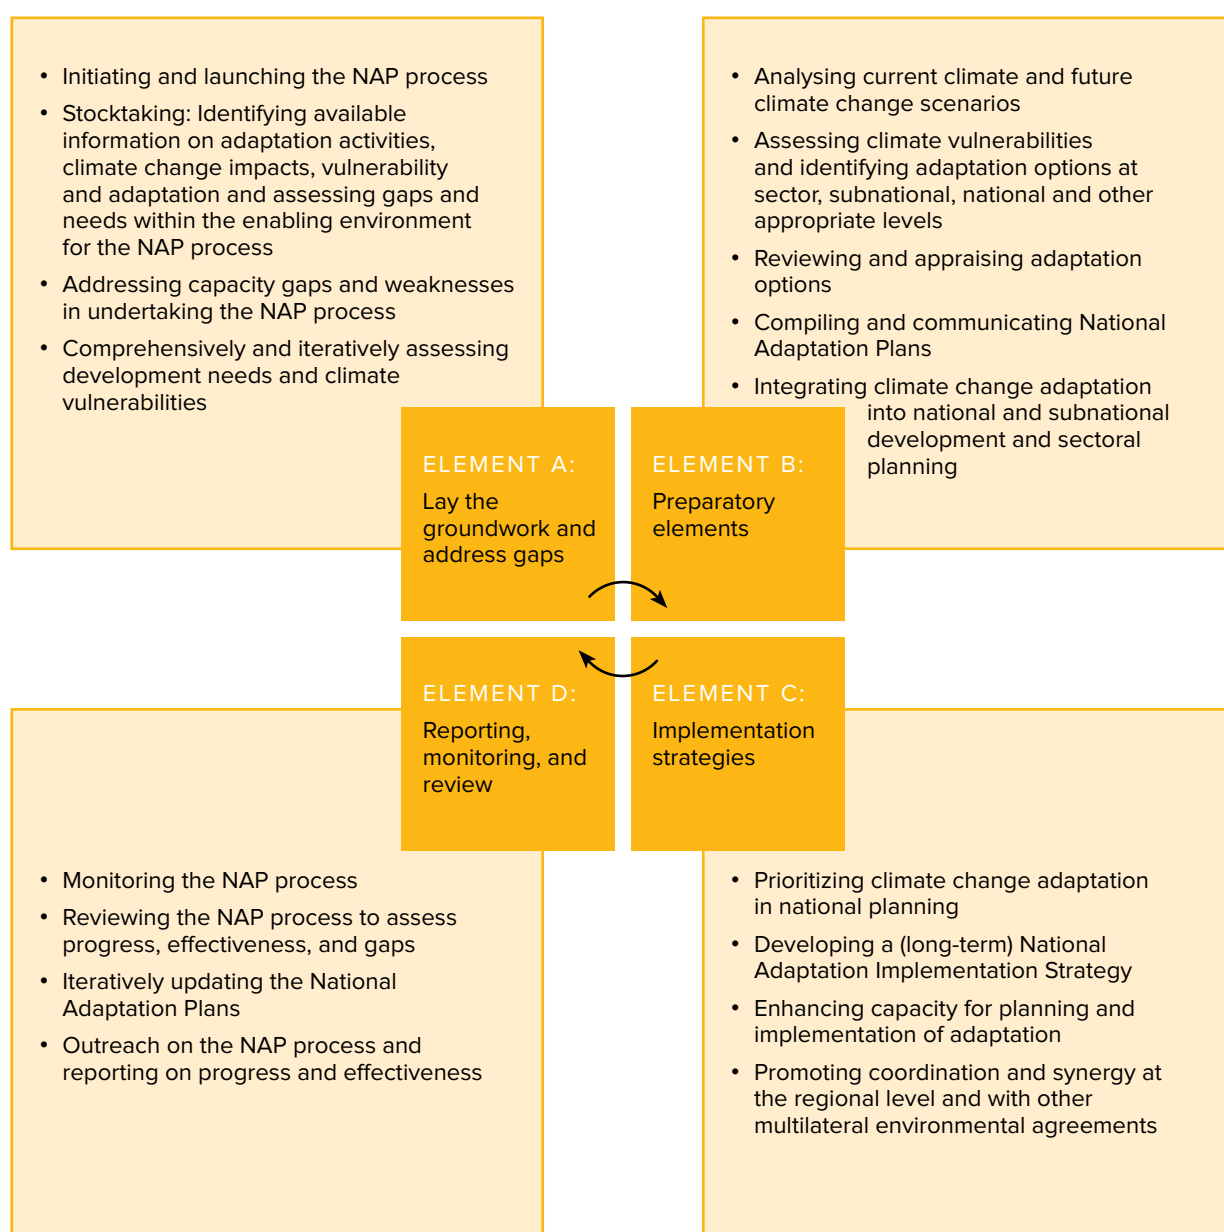 • Initiating and launching the NAP process
• Stocktaking: Identifying available
information on adaptation activities,
climate change impacts, vulnerability
and adaptation and assessing gaps and
needs within the enabling environment
for the NAP process
• Addressing capacity gaps and weaknesses
in undertaking the NAP process
• Comprehensively and iteratively assessing
development needs and climate
vulnerabilities
• Analysing current climate and future
climate change scenarios
• Assessing climate vulnerabilities
and identifying adaptation options at
sector, subnational, national and other
appropriate levels
• Reviewing and appraising adaptation
options
• Compiling and communicating National
Adaptation Plans
• Integrating climate change adaptation
into national and subnational
development and sectoral
planning
ELEMENT A:
Lay the
groundwork and
address gaps
ELEMENT B:
Preparatory
elements
ELEMENT D:
Reporting,
monitoring, and
review
ELEMENT C:
Implementation
strategies
• Monitoring the NAP process
• Reviewing the NAP process to assess
progress, effectiveness, and gaps
• Iteratively updating the National
Adaptation Plans
• Outreach on the NAP process and
reporting on progress and effectiveness
• Prioritizing climate change adaptation
in national planning
• Developing a (long-term) National
Adaptation Implementation Strategy
• Enhancing capacity for planning and
implementation of adaptation
• Promoting coordination and synergy at
the regional level and with other
multilateral environmental agreements